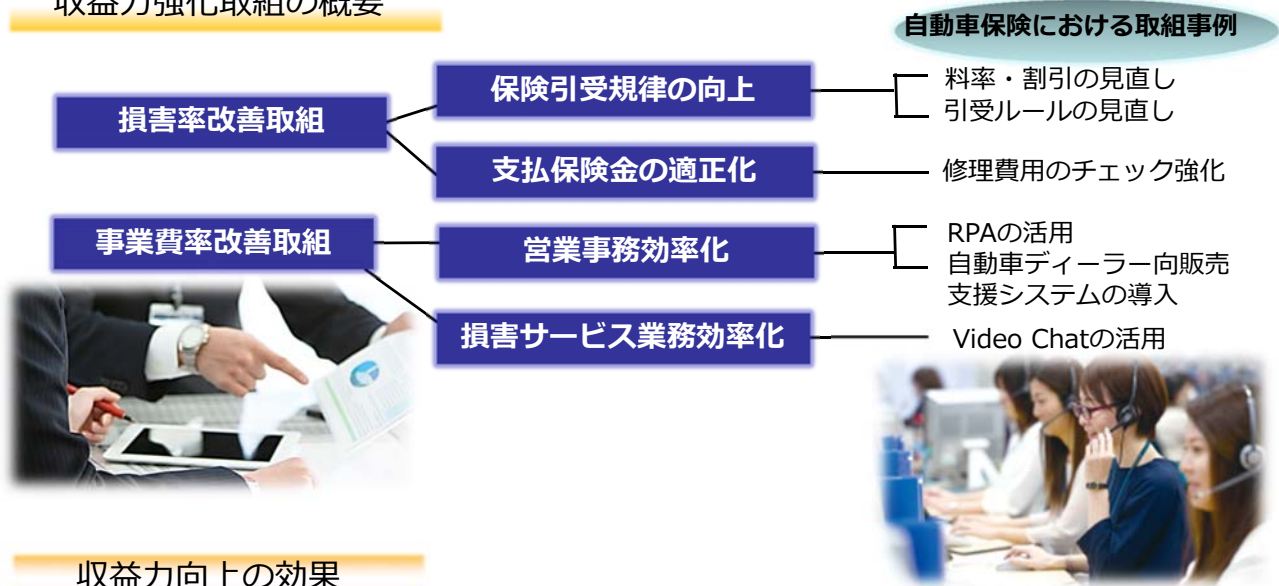 収益力強化取組の概要
自動車保険における取組事例
損害率改善取組
保険引受規律の向上
料率・割引の見直し
引受ルールの見直し
支払保険金の適正化
修理費用のチェック強化
事業費率改善取組
営業事務効率化
RPAの活用
自動車ディーラー向販売
支援システムの導入
損害サービス業務効率化
Video Chatの活用
収益力向上の効果